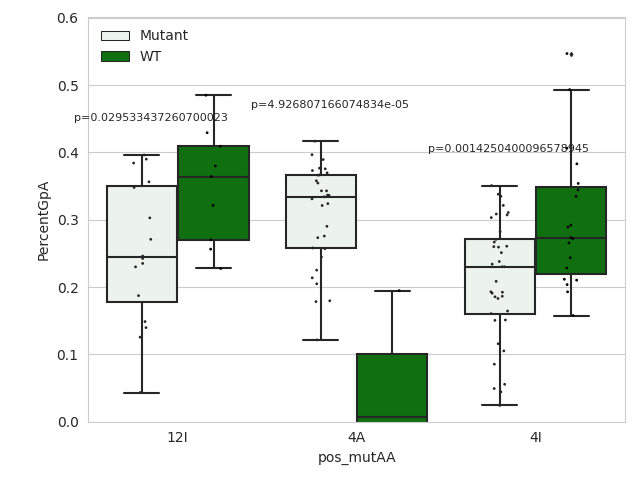 0.6
Mutant
WT
0.5
p=4.926807166074834e-05
p=0.029533437260700023
p=0.0014250400096578945
0.4
0.3
0.2
0.1
0.0
PercentGpA
12I
4A
4I
pos_mutAA